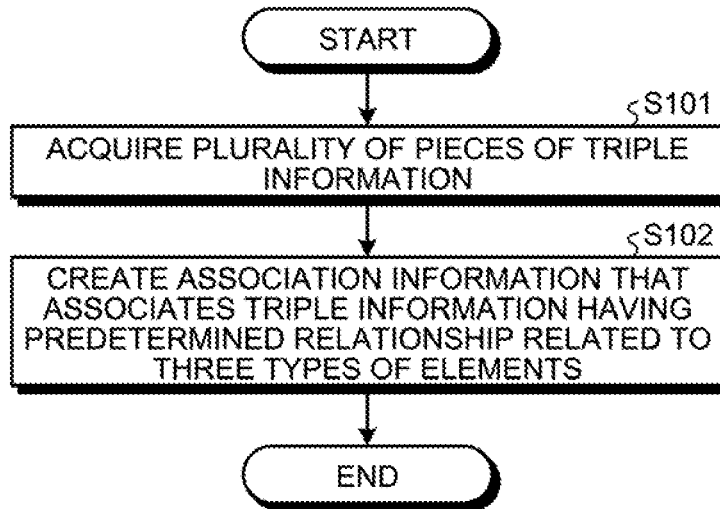 START
S101
ACQUIRE PLURALITY OF PIECES OF TRIPLE
INFORMATION
S102
CREATE ASSOCIATION INFORMATION THAT
ASSOCIATES TRIPLE INFORMATION HAVING
PREDETERMINED RELATIONSHIP RELATED TO
THREE TYPES OF ELEMENTS
END